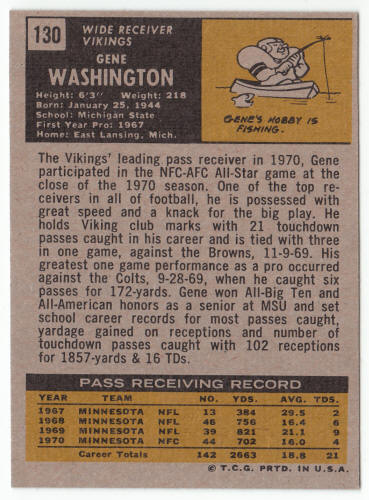 130
WIDE RECEIVER
VIKINGS
GENE
WASHINGTON
Height: 6'3" Weight: 218
Born: January 25, 1944
School: Michigan State
First Year Pro: 1967
Home: East Lansing, Mich.
GENE'S HOBBY IS
FISHING.
The Vikings' leading pass receiver in 1970, Gene
participated in the NFC-AFC All-Star game at
the close of the 1970 season. One of the top re-
ceivers in all of football, he is possessed with
great speed and a knack for the big play. He
holds Viking club marks with 21 touchdown
passes caught in his career and is tied with three
in one game, against the Browns, 11-9-69. His
greatest one game performance as a pro occurred
against the Colts, 9-28-69, when he caught six
passes for 172-yards. Gene won All-Big Ten and
All-American honors as a senior at MSU and set
school career records for most passes caught,
yardage gained on receptions and number of
touchdown passes caught with 102 receptions
for 1857-yards & 16 TDs.
PASS RECEIVING RECORD
YEAR TEAM NO. YDS. AVG. TDS.
1967 MINNESOTA NFL 13 384 29.5 2
1968 MINNESOTA NFL 46 756 16.4 6
1969 MINNESOTA NFL 39 821 21.1 9
1970 MINNESOTA NFC 44 702 16.0 4
Career Totals 142 2663 18.8 21
© T.C.G. PRTD. IN U.S.A.